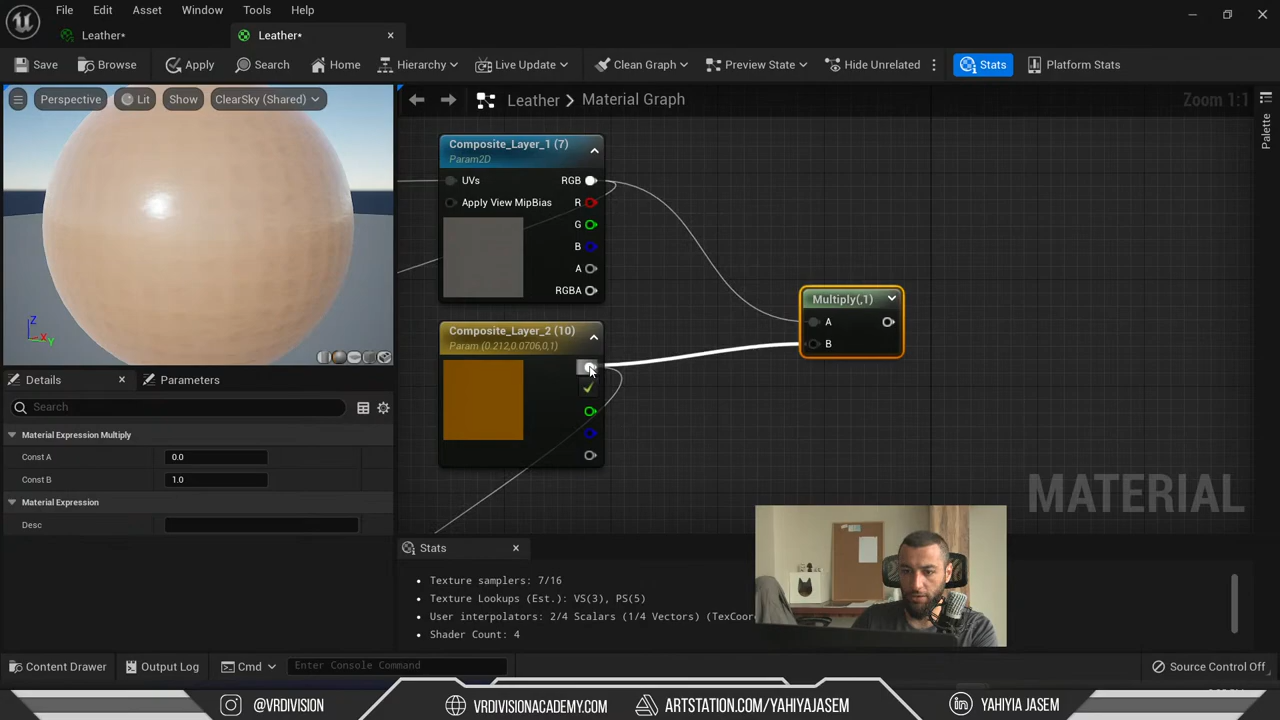 File Edit Window Asset Tools Help
Leather*
Leather*
Save Browse Apply Search Home Hierarchy Live Update Clean Graph Preview State Hide Unrelated Stats Platform Stats
Perspective Lit Show ClearSky (Shared)
Leather Material Graph Zoom 1:1
Palette
Composite_Layer_1 (7)
Param2D
UVs RGB
Apply View MipBias R
G
B
A
RGBA
Multiply(,1)
A
B
Composite_Layer_2 (10)
Param (0.212,0.0706,0,1)
Z
X
Y
Details Parameters
Search
Material Expression Multiply
Const A 0.0
Const B 1.0
Material Expression
Desc
MATERIAL
Stats
Texture samplers: 7/16
Texture Lookups (Est.): VS(3), PS(5)
User interpolators: 2/4 Scalars (1/4 Vectors) (TexCoor
Shader Count: 4
Content Drawer Output Log Cmd Enter Console Command Source Control Off
@VRDIVISION VRDIVISIONACADEMY.COM ARTSTATION.COM/YAHIYAJASEM YAHIYIA JASEM